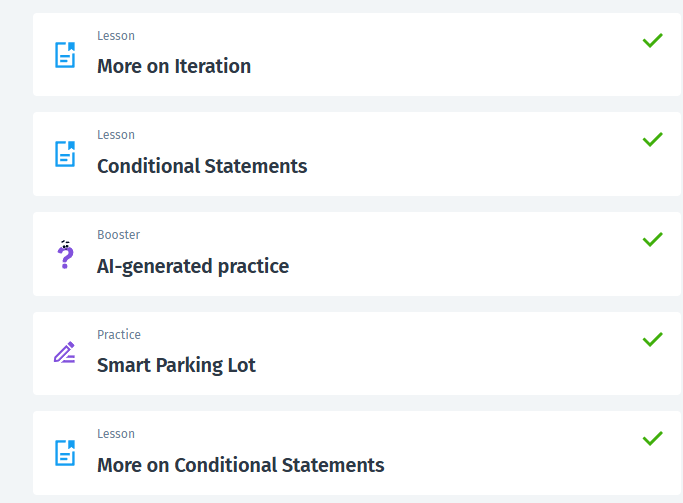 Lesson
More on Iteration
Lesson
Conditional Statements
Booster
AI-generated practice
Practice
Smart Parking Lot
Lesson
More on Conditional Statements